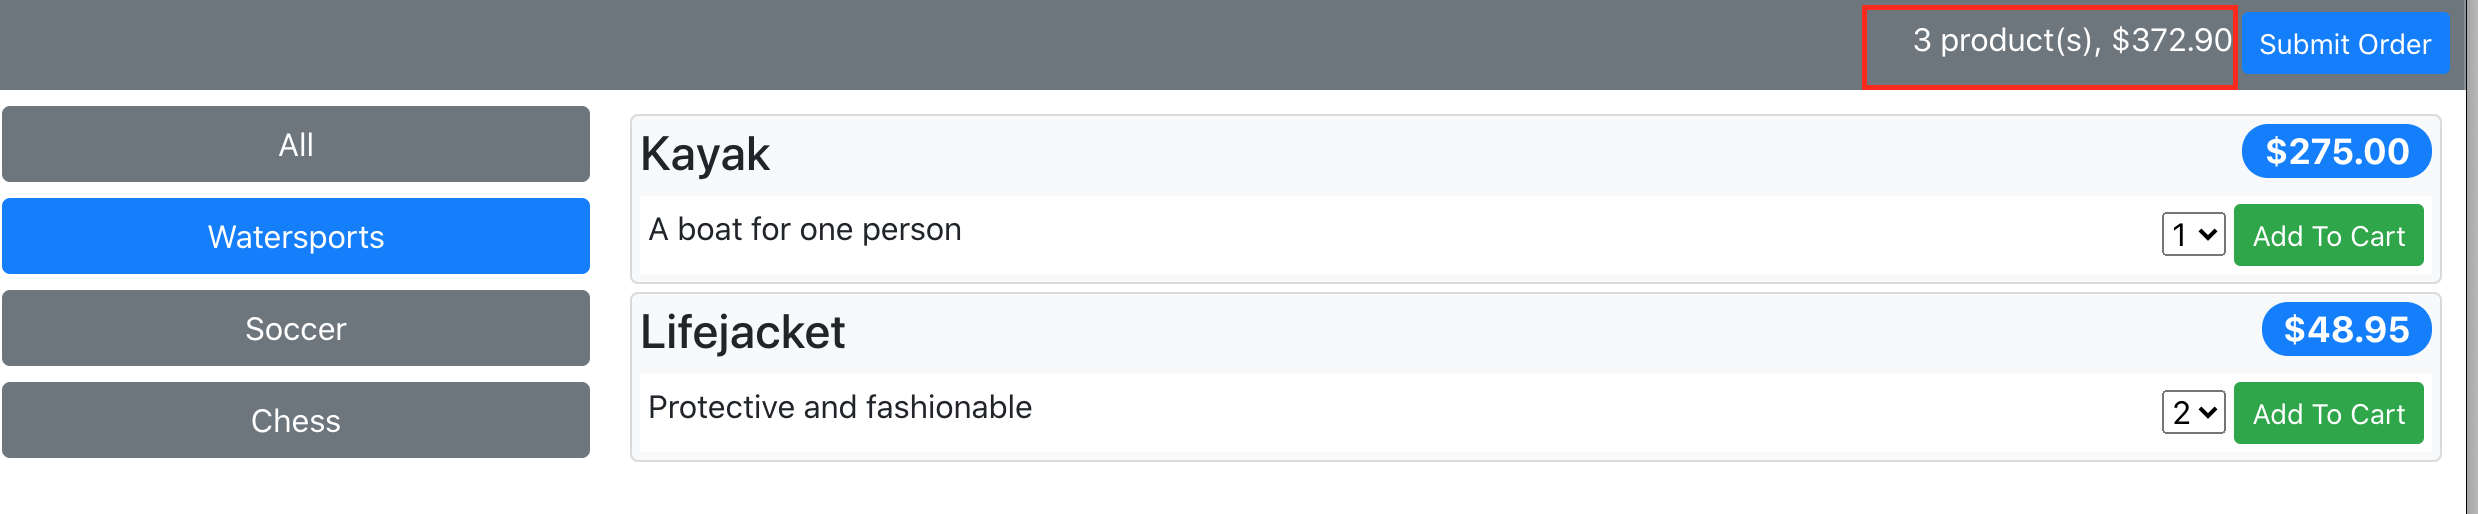 3 product(s), $372.90 Submit Order
All
Watersports
Soccer
Chess
Kayak $275.00
A boat for one person 1 Add To Cart
Lifejacket $48.95
Protective and fashionable 2 Add To Cart